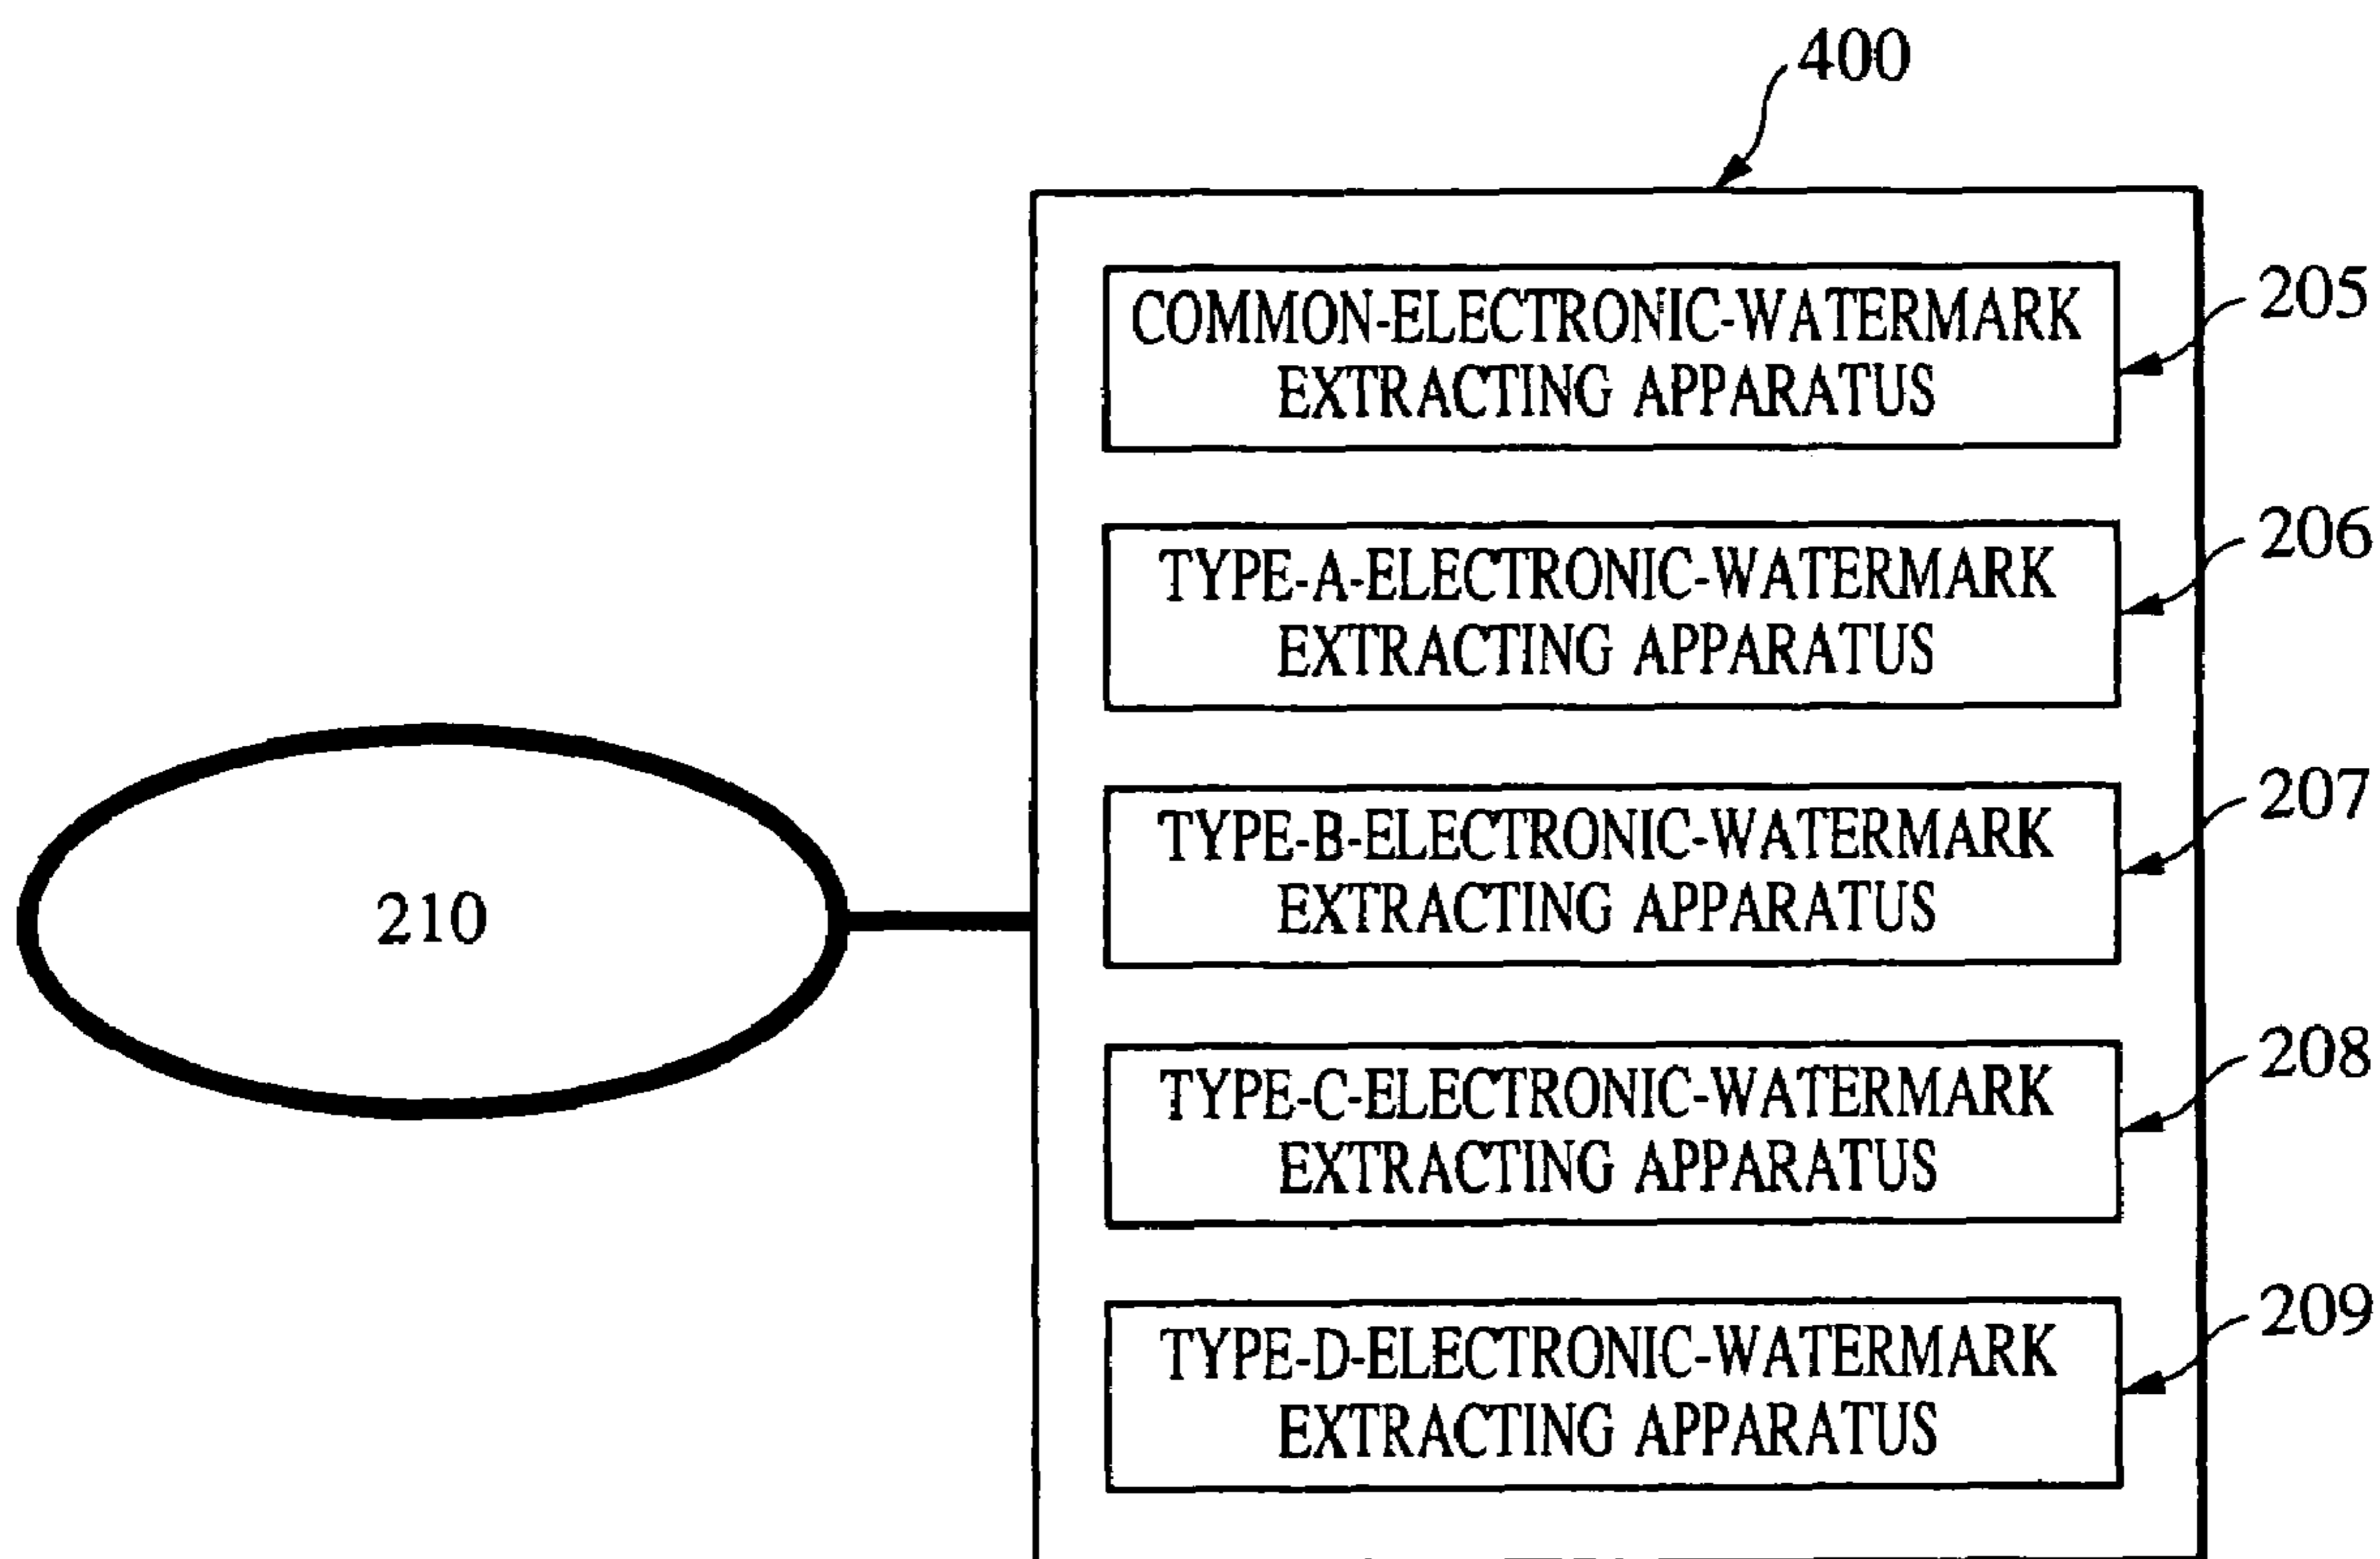 400
COMMON-ELECTRONIC-WATERMARK
EXTRACTING APPARATUS
205
TYPE-A-ELECTRONIC-WATERMARK
EXTRACTING APPARATUS
206
TYPE-B-ELECTRONIC-WATERMARK
EXTRACTING APPARATUS
207
210
TYPE-C-ELECTRONIC-WATERMARK
EXTRACTING APPARATUS
208
TYPE-D-ELECTRONIC-WATERMARK
EXTRACTING APPARATUS
209